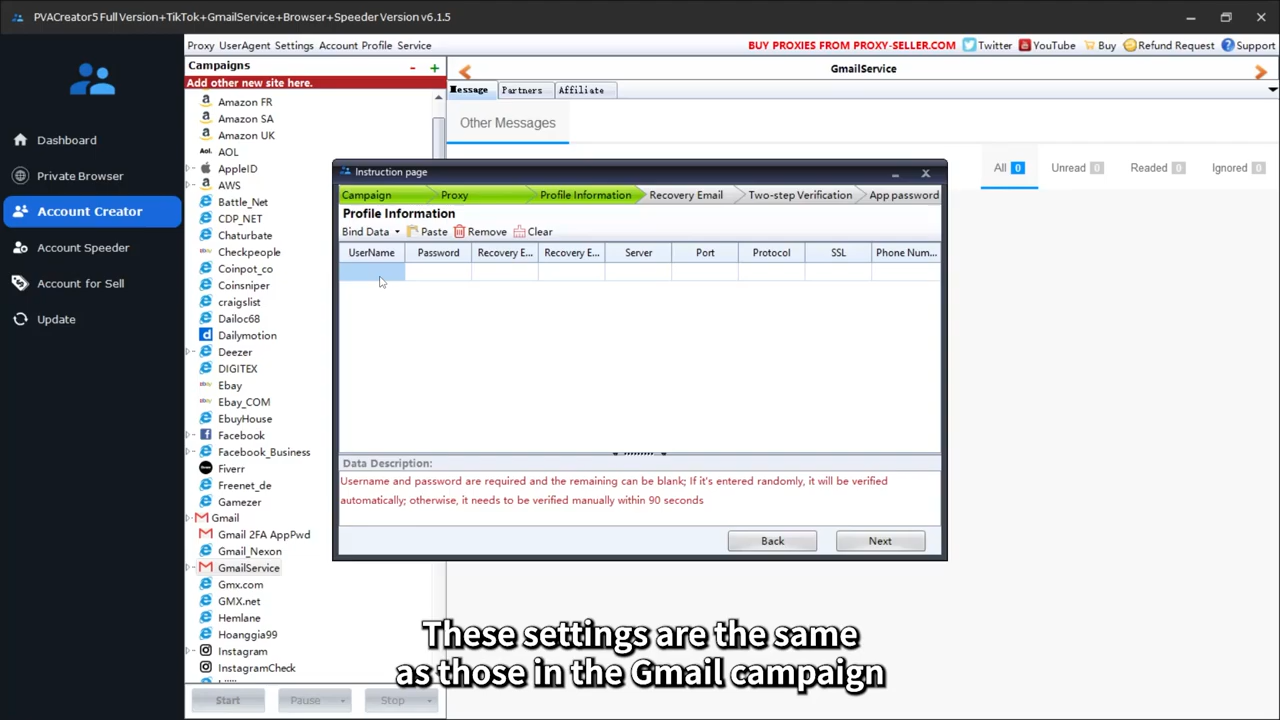 PVACreator5 Full Version+TikTok+GmailService+Browser+Speeder Version v6.1.5
Proxy UserAgent Settings Account Profile Service
BUY PROXIES FROM PROXY-SELLER.COM Twitter YouTube Buy Refund Request Support
Dashboard
Private Browser
Account Creator
Account Speeder
Account for Sell
Update
Campaigns - +
Add other new site here.
Amazon FR
Amazon SA
Amazon UK
AOL
AppleID
AWS
Battle_Net
CDP_NET
Chaturbate
Checkpeople
Coinpot_co
Coinsniper
craigslist
Dailoc68
Dailymotion
Deezer
DIGITEX
Ebay
Ebay_COM
EbuyHouse
Facebook
Facebook_Business
Fiverr
Freenet_de
Gamezer
Gmail
Gmail 2FA AppPwd
Gmail_Nexon
GmailService
Gmx.com
GMX.net
Hemlane
Hoanggia99
Instagram
InstagramCheck
Start Pause Stop
GmailService
Message Partners Affiliate
Other Messages
All 0 Unread 0 Readed 0 Ignored 0
Instruction page
Campaign Proxy Profile Information Recovery Email Two-step Verification App password
Profile Information
Bind Data Paste Remove Clear
UserName Password Recovery E... Recovery E... Server Port Protocol SSL Phone Num...
Data Description:
Username and password are required and the remaining can be blank; If it's entered randomly, it will be verified
automatically; otherwise, it needs to be verified manually within 90 seconds
Back Next
These settings are the same
as those in the Gmail campaign